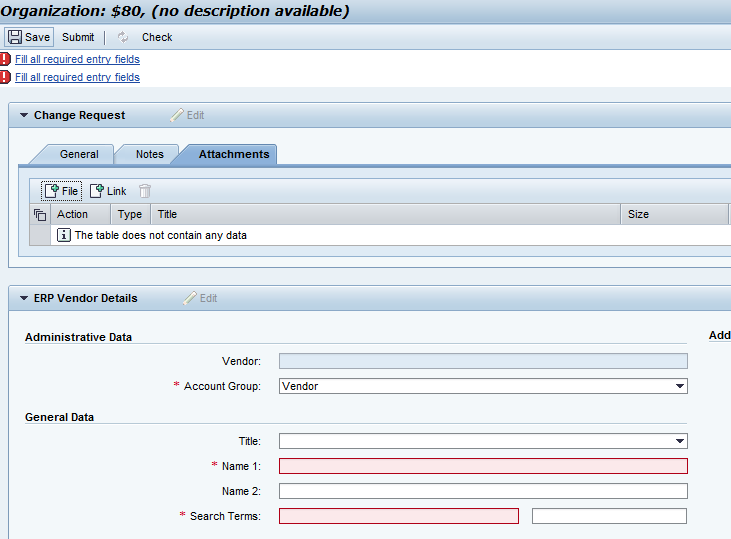 Organization: $80, (no description available)
Save Submit Check
Fill all required entry fields
Fill all required entry fields
Change Request Edit
General Notes Attachments
File Link
Action Type Title Size
The table does not contain any data
ERP Vendor Details Edit
Administrative Data Add
Vendor:
* Account Group: Vendor
General Data
Title:
* Name 1:
Name 2:
* Search Terms: